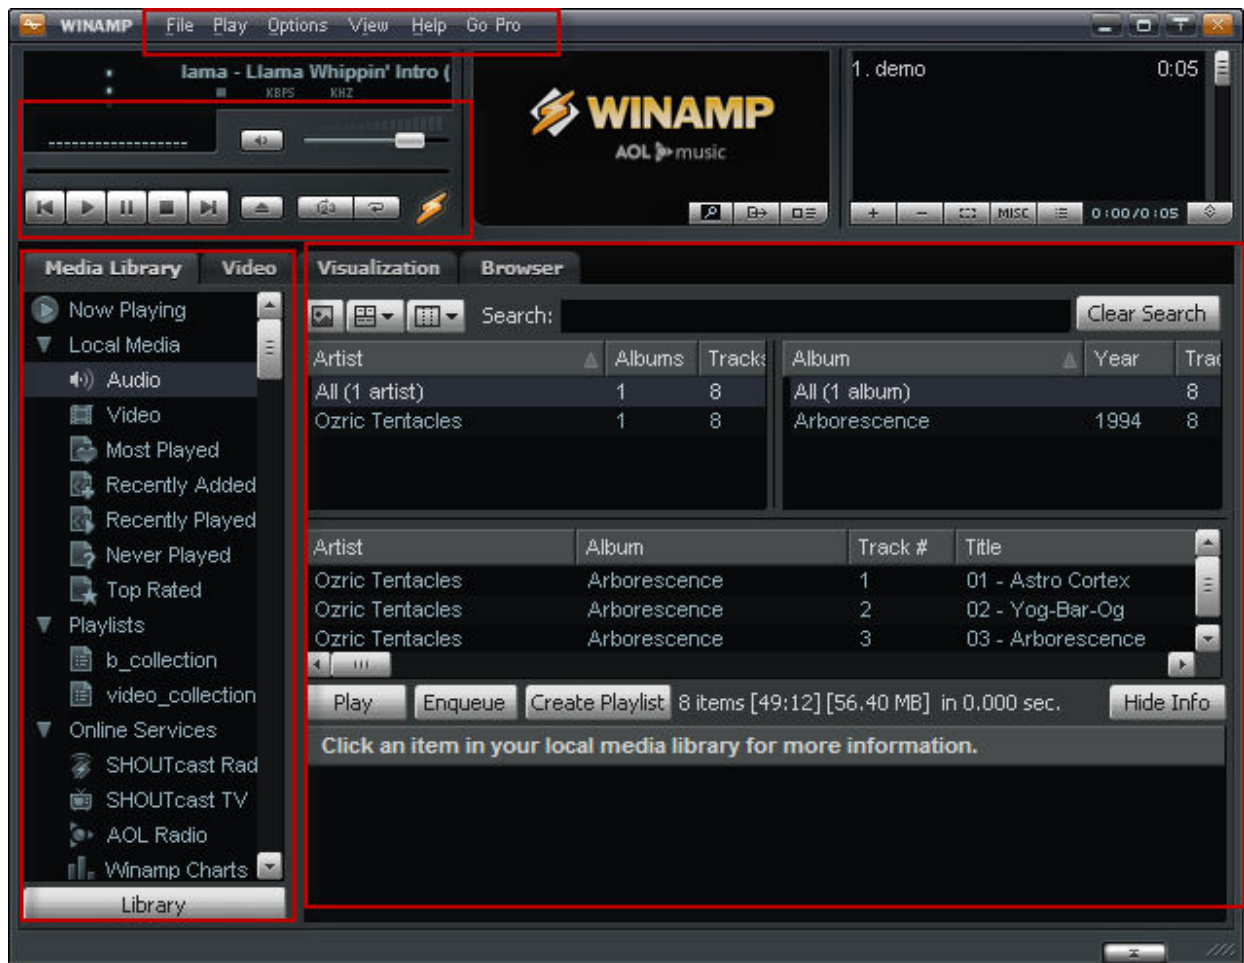 WINAMP File Play Options View Help Go Pro
lama - Llama Whippin' Intro (
KBPS KHZ
WINAMP
AOL music
1. demo 0:05
MISC 0:00/0:05
Media Library Video Visualization Browser
Now Playing
Local Media
Audio
Video
Most Played
Recently Added
Recently Played
Never Played
Top Rated
Playlists
b_collection
video_collection
Online Services
SHOUTcast Rad
SHOUTcast TV
AOL Radio
Winamp Charts
Library
Search: Clear Search
Artist Albums Tracks Album Year Trac
All (1 artist) 1 8 All (1 album) 8
Ozric Tentacles 1 8 Arborescence 1994 8
Artist Album Track # Title
Ozric Tentacles Arborescence 1 01 - Astro Cortex
Ozric Tentacles Arborescence 2 02 - Yog-Bar-Og
Ozric Tentacles Arborescence 3 03 - Arborescence
Play Enqueue Create Playlist 8 items [49:12] [56.40 MB] in 0.000 sec. Hide Info
Click an item in your local media library for more information.